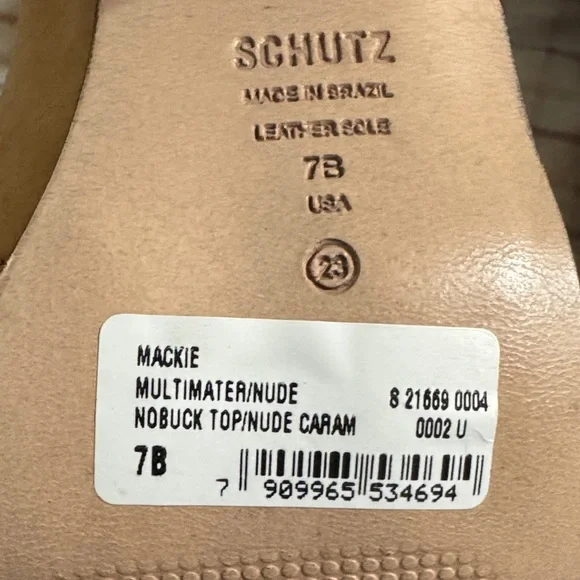 SCHUTZ
MADE IN BRAZIL
LEATHER SOLE
7B
USA
23
MACKIE
MULTIMATER/NUDE 8 21669 0004
NOBUCK TOP/NUDE CARAM 0002 U
7B
7 909965 534694